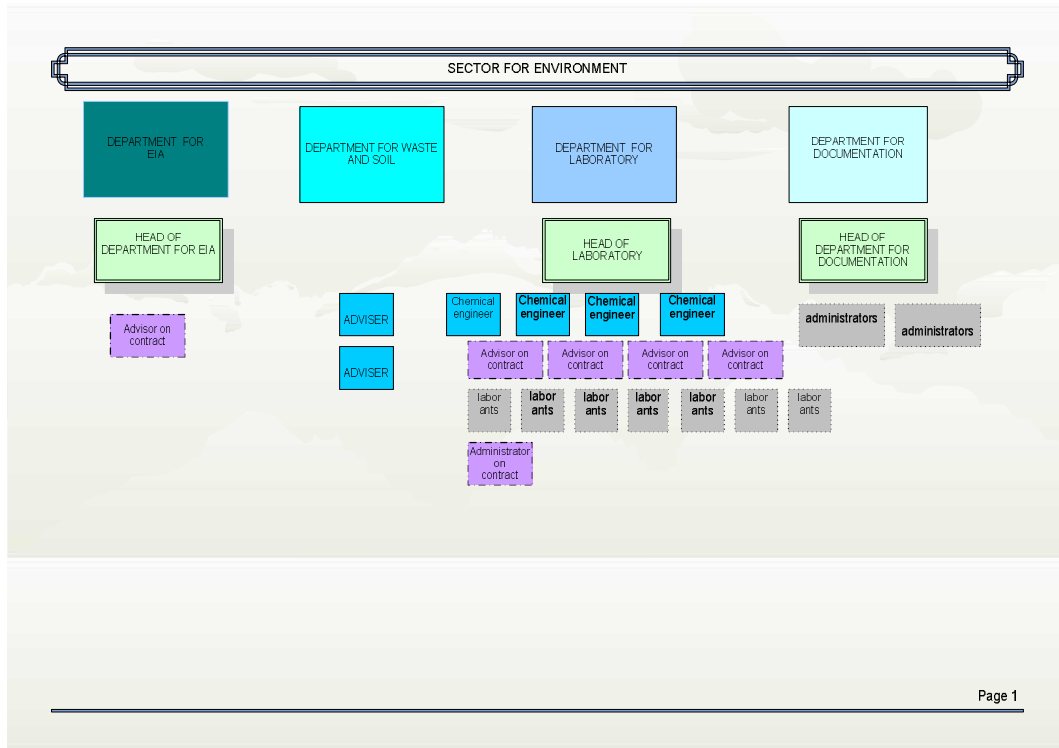 SECTOR FOR ENVIRONMENT
DEPARTMENT FOR
EIA
DEPARTMENT FOR WASTE
AND SOIL
DEPARTMENT FOR
LABORATORY
DEPARTMENT FOR
DOCUMENTATION
HEAD OF
DEPARTMENT FOR EIA
HEAD OF
LABORATORY
HEAD OF
DEPARTMENT FOR
DOCUMENTATION
Advisor on
contract
ADVISER
ADVISER
Chemical
engineer
Chemical
engineer
Chemical
engineer
Chemical
engineer
administrators
administrators
Advisor on
contract
Advisor on
contract
Advisor on
contract
Advisor on
contract
labor
ants
labor
ants
labor
ants
labor
ants
labor
ants
labor
ants
labor
ants
Administrator
on
contract
Page 1